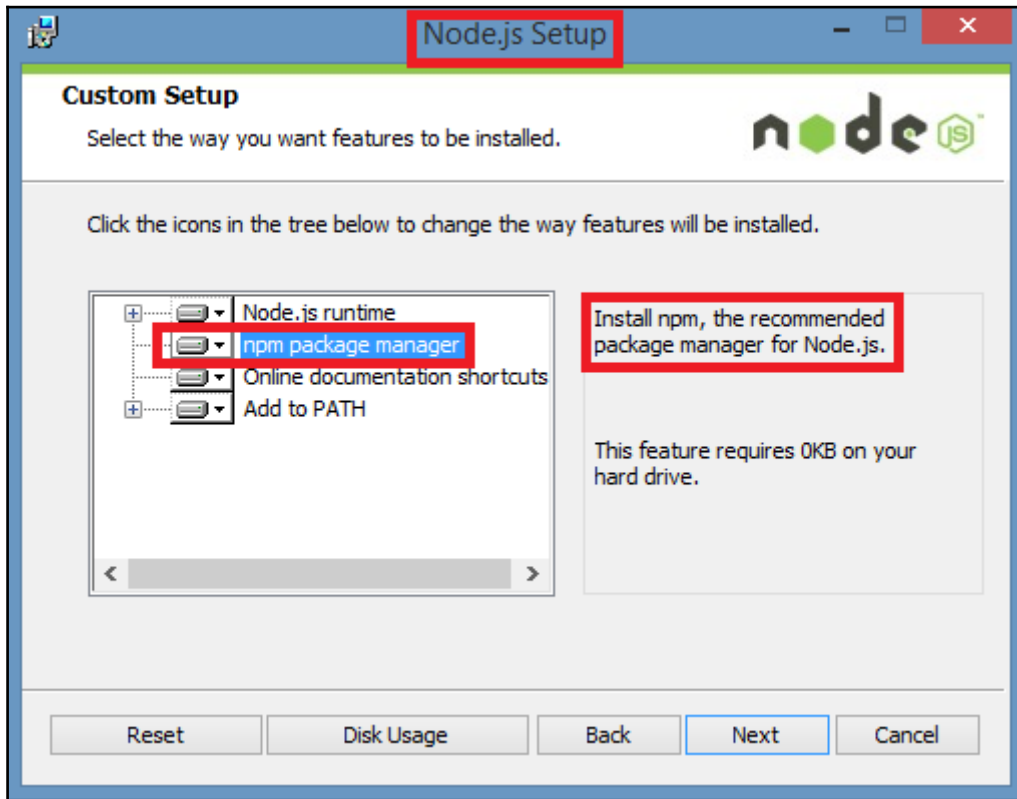 Node.js Setup
Custom Setup
Select the way you want features to be installed.
node
JS
Click the icons in the tree below to change the way features will be installed.
Node.js runtime
npm package manager
Online documentation shortcuts
Add to PATH
Install npm, the recommended
package manager for Node.js.
This feature requires 0KB on your
hard drive.
Reset
Disk Usage
Back
Next
Cancel